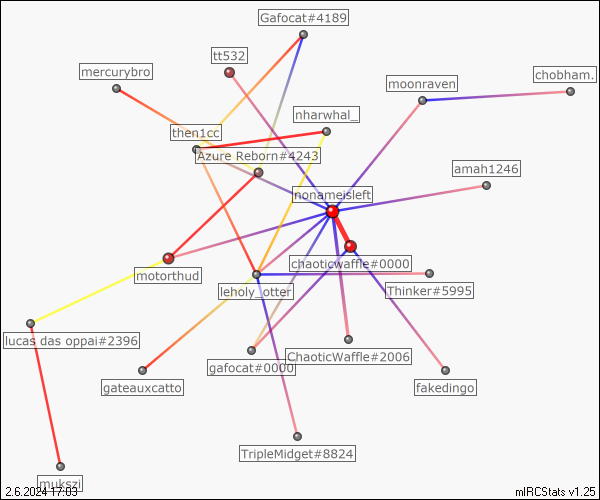 Gafocat#4189
tt532
mercurybro
moonraven
chobham.
nharwhal_
then1cc
Azure Reborn#4243
amah1246
nonameisleft
chaoticwaffle#0000
motorthud
leholy_otter
Thinker#5995
lucas das oppai#2396
gafocat#0000
ChaoticWaffle#2006
gateauxcatto
fakedingo
TripleMidget#8824
mukszi
2.6.2024 17:03
mIRCStats v1.25